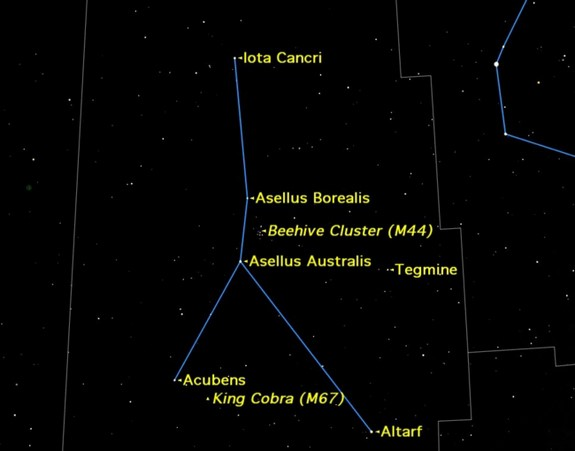 Iota Cancri
Asellus Borealis
Beehive Cluster (M44)
Asellus Australis
Tegmine
Acubens
King Cobra (M67)
Altarf